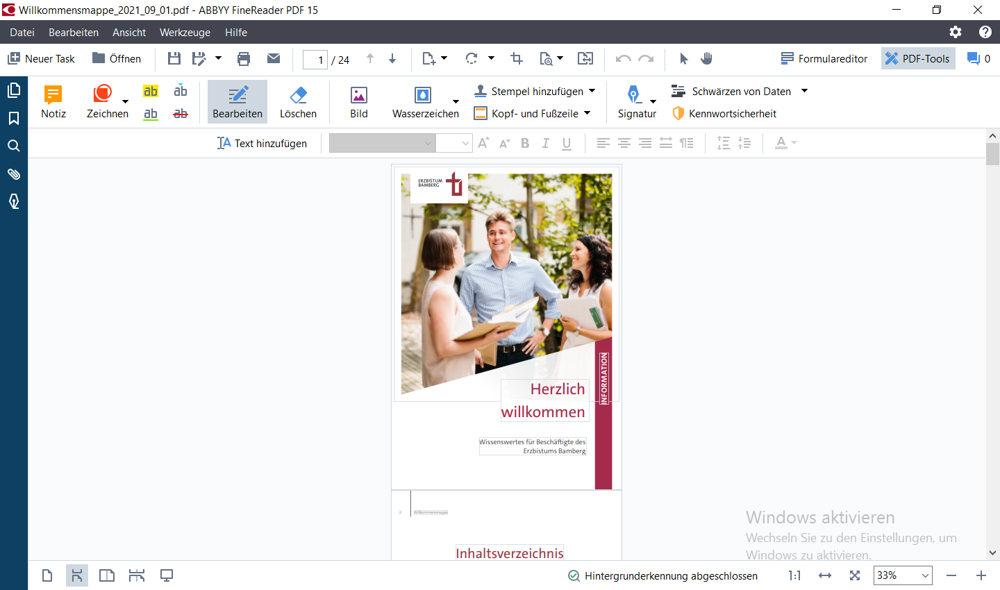 Willkommensmappe_2021_09_01.pdf - ABBYY FineReader PDF 15
Datei Bearbeiten Ansicht Werkzeuge Hilfe
Neuer Task Öffnen 1 / 24 Formulareditor PDF-Tools 0
Notiz Zeichnen ab ab ab ab Bearbeiten Löschen Bild Wasserzeichen Stempel hinzufügen Kopf- und Fußzeile Signatur Schwärzen von Daten Kennwortsicherheit
Text hinzufügen A A B I U A
ERZBISTUM
BAMBERG
INFORMATION
Herzlich
willkommen
Wissenswertes für Beschäftigte des
Erzbistums Bamberg
2 Willkommensmappe
Inhaltsverzeichnis
Windows aktivieren
Wechseln Sie zu den Einstellungen, um
Windows zu aktivieren.
Hintergrunderkennung abgeschlossen 1:1 33%